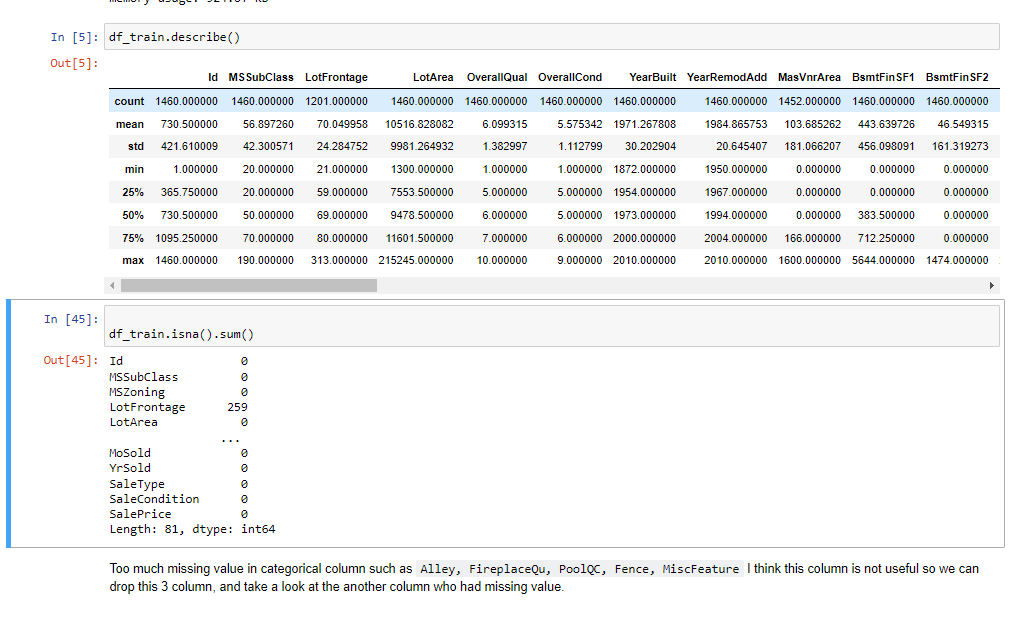 In [5]: df_train.describe()
Out[5]:
Id MSSubClass LotFrontage LotArea OverallQual OverallCond YearBuilt YearRemodAdd MasVnrArea BsmtFinSF1 BsmtFinSF2
count 1460.000000 1460.000000 1201.000000 1460.000000 1460.000000 1460.000000 1460.000000 1460.000000 1452.000000 1460.000000 1460.000000
mean 730.500000 56.897260 70.049958 10516.828082 6.099315 5.575342 1971.267808 1984.865753 103.685262 443.639726 46.549315
std 421.610009 42.300571 24.284752 9981.264932 1.382997 1.112799 30.202904 20.645407 181.066207 456.098091 161.319273
min 1.000000 20.000000 21.000000 1300.000000 1.000000 1.000000 1872.000000 1950.000000 0.000000 0.000000 0.000000
25% 365.750000 20.000000 59.000000 7553.500000 5.000000 5.000000 1954.000000 1967.000000 0.000000 0.000000 0.000000
50% 730.500000 50.000000 69.000000 9478.500000 6.000000 5.000000 1973.000000 1994.000000 0.000000 383.500000 0.000000
75% 1095.250000 70.000000 80.000000 11601.500000 7.000000 6.000000 2000.000000 2004.000000 166.000000 712.250000 0.000000
max 1460.000000 190.000000 313.000000 215245.000000 10.000000 9.000000 2010.000000 2010.000000 1600.000000 5644.000000 1474.000000
In [45]:
df_train.isna().sum()
Out[45]: Id 0
MSSubClass 0
MSZoning 0
LotFrontage 259
LotArea 0
...
MoSold 0
YrSold 0
SaleType 0
SaleCondition 0
SalePrice 0
Length: 81, dtype: int64
Too much missing value in categorical column such as Alley, FireplaceQu, PoolQC, Fence, MiscFeature I think this column is not useful so we can
drop this 3 column, and take a look at the another column who had missing value.